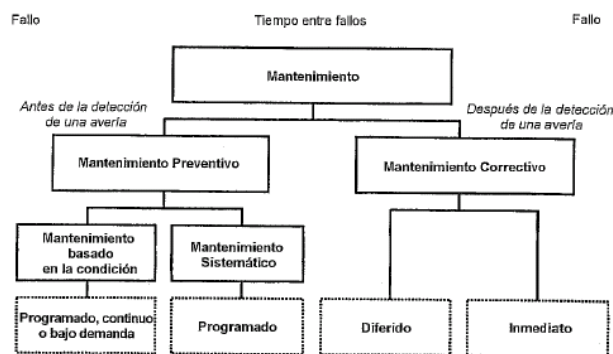 Fallo
Tiempo entre fallos
Fallo
Mantenimiento
Antes de la detección
de una avería
Después de la detección
de una avería
Mantenimiento Preventivo
Mantenimiento Correctivo
Mantenimiento
basado
en la condición
Mantenimiento
Sistemático
Programado, continuo
o bajo demanda
Programado
Diferido
Inmediato